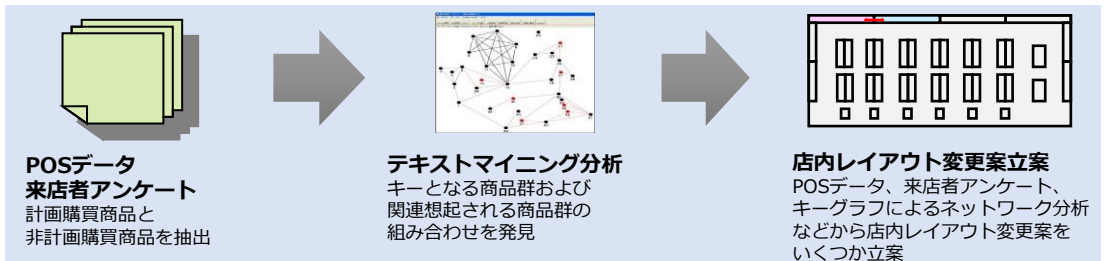 POSデータ
来店者アンケート
計画購買商品と
非計画購買商品を抽出
テキストマイニング分析
キーとなる商品群および
関連想起される商品群の
組み合わせを発見
店内レイアウト変更案立案
POSデータ、来店者アンケート、
キーグラフによるネットワーク分析
などから店内レイアウト変更案を
いくつか立案